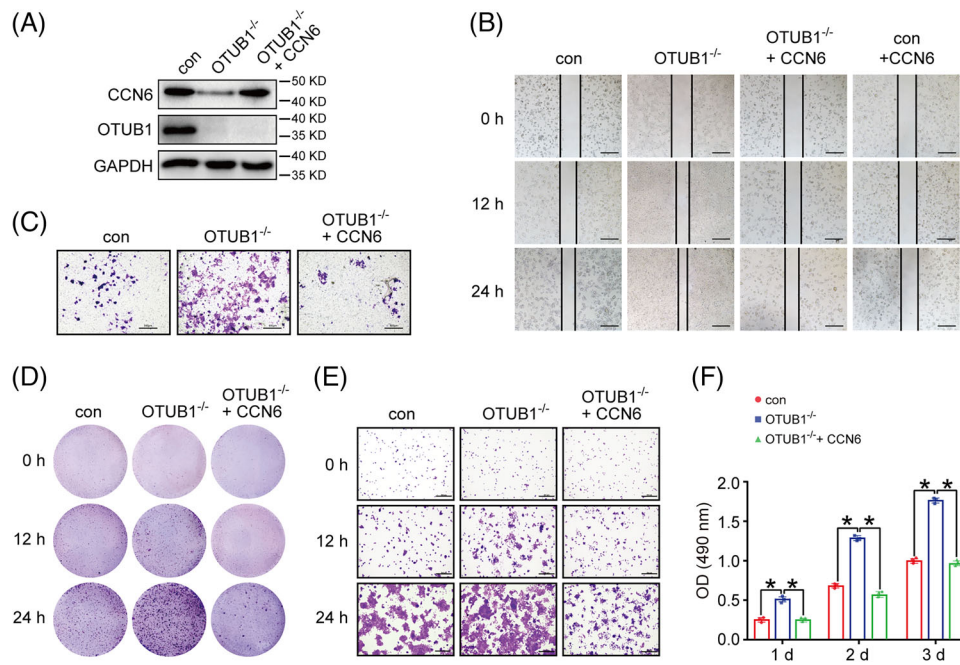 (A)
con
OTUB1-/-
OTUB1-/-
+ CCN6
CCN6
50 KD
40 KD
OTUB1
40 KD
35 KD
GAPDH
40 KD
35 KD
(B)
con
OTUB1-/-
OTUB1-/-
+ CCN6
con
+CCN6
0 h
12 h
24 h
(C)
con
OTUB1-/-
OTUB1-/-
+ CCN6
(D)
con
OTUB1-/-
OTUB1-/-
+ CCN6
0 h
12 h
24 h
(E)
con
OTUB1-/-
OTUB1-/-
+ CCN6
0 h
12 h
24 h
(F)
con
OTUB1-/-
OTUB1-/-+ CCN6
OD (490 nm)
2.0
1.5
1.0
0.5
0.0
* *
* *
* *
1 d
2 d
3 d